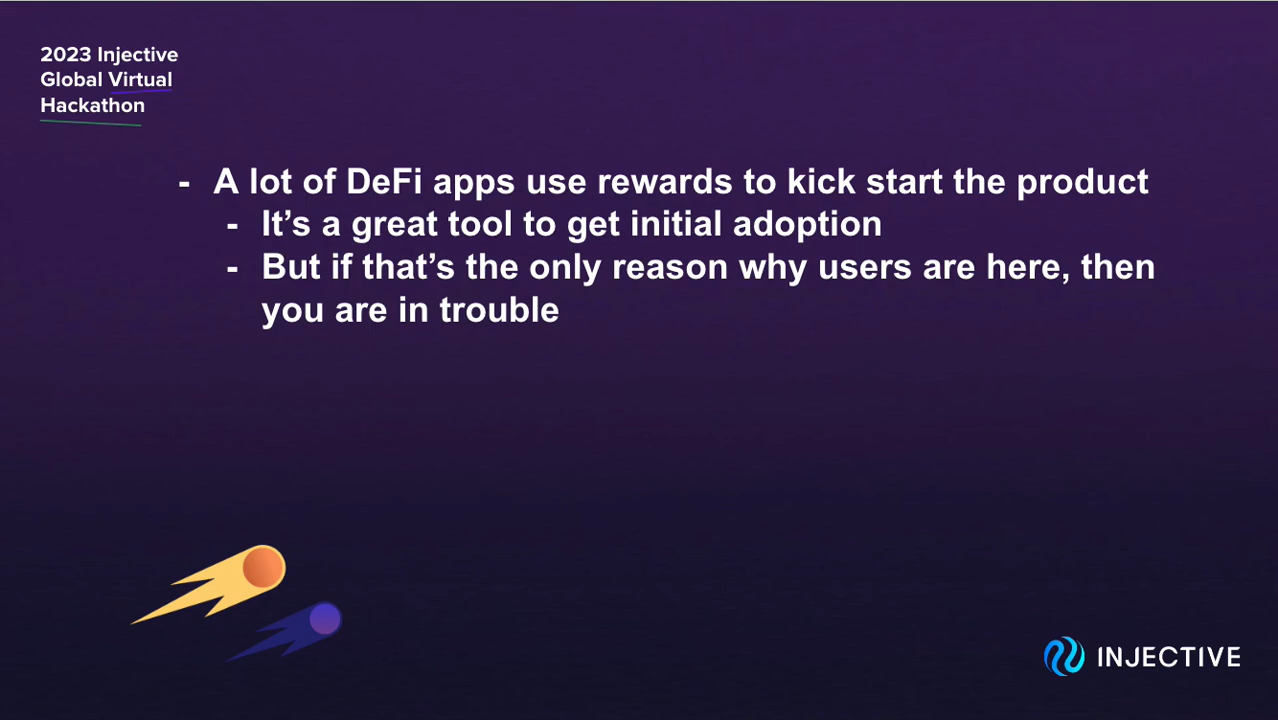 2023 Injective
Global Virtual
Hackathon
- A lot of DeFi apps use rewards to kick start the product
- It’s a great tool to get initial adoption
- But if that’s the only reason why users are here, then
you are in trouble
INJECTIVE